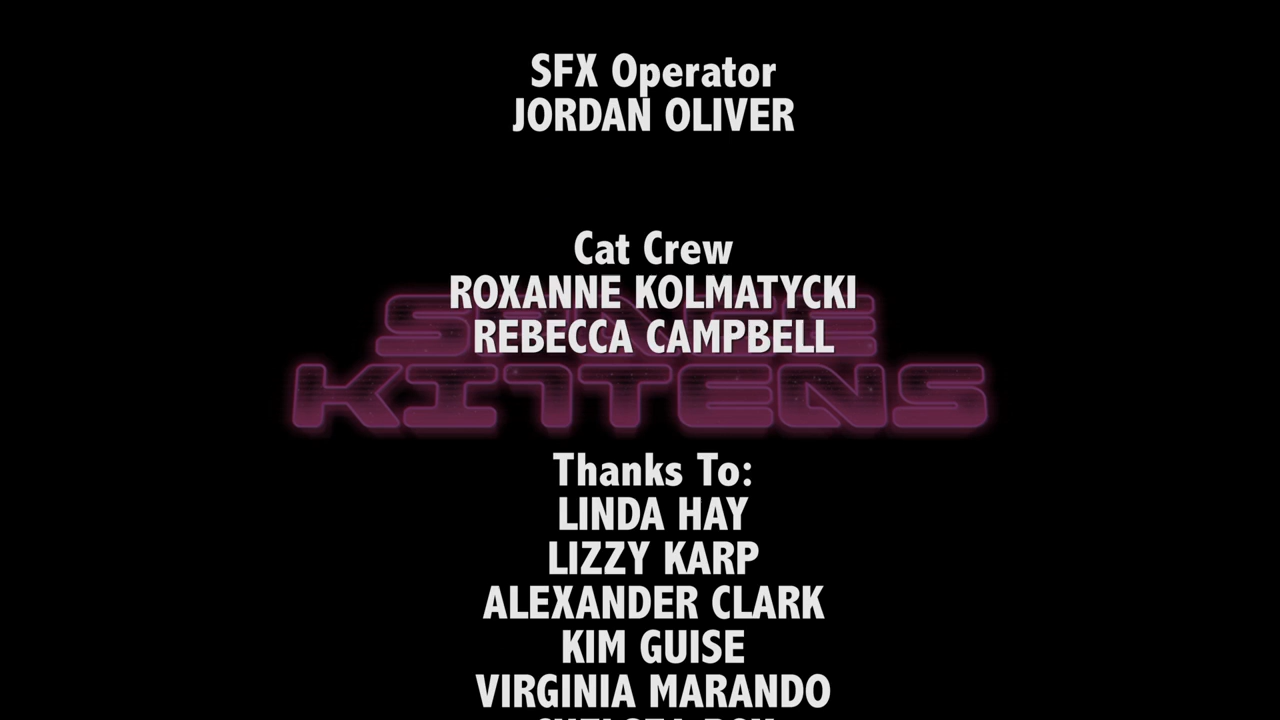 SFX Operator
JORDAN OLIVER
Cat Crew
ROXANNE KOLMATYCKI
REBECCA CAMPBELL
SPACE
KITTENS
Thanks To:
LINDA HAY
LIZZY KARP
ALEXANDER CLARK
KIM GUISE
VIRGINIA MARANDO